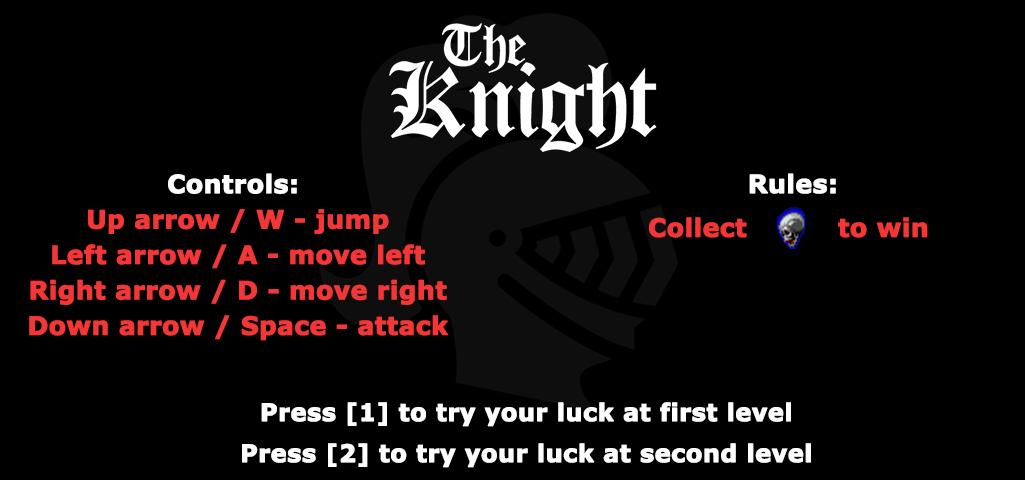 The
Knight
Controls:
Up arrow / W - jump
Left arrow / A - move left
Right arrow / D - move right
Down arrow / Space - attack
Rules:
Collect to win
Press [1] to try your luck at first level
Press [2] to try your luck at second level